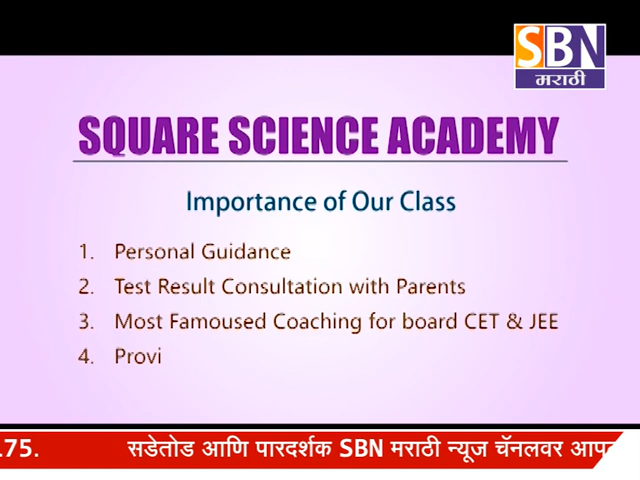 SBN
मराठी
SQUARE SCIENCE ACADEMY
Importance of Our Class
1. Personal Guidance
2. Test Result Consultation with Parents
3. Most Famoused Coaching for board CET & JEE
4. Provi
.75. सडेतोड आणि पारदर्शक SBN मराठी न्यूज चॅनलवर